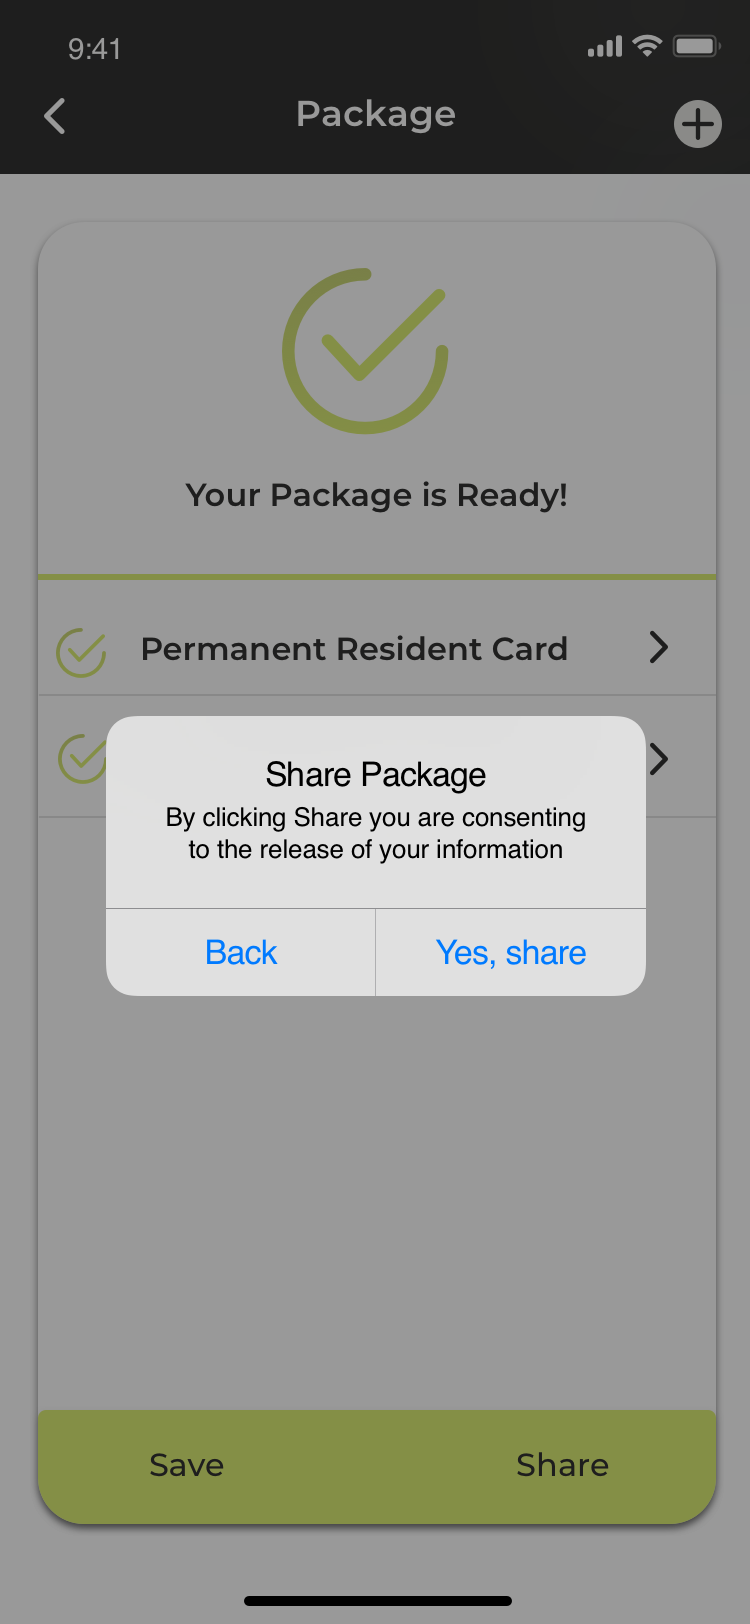 9:41
Package
Your Package is Ready!
Permanent Resident Card
Share Package
By clicking Share you are consenting
to the release of your information
Back
Yes, share
Save
Share